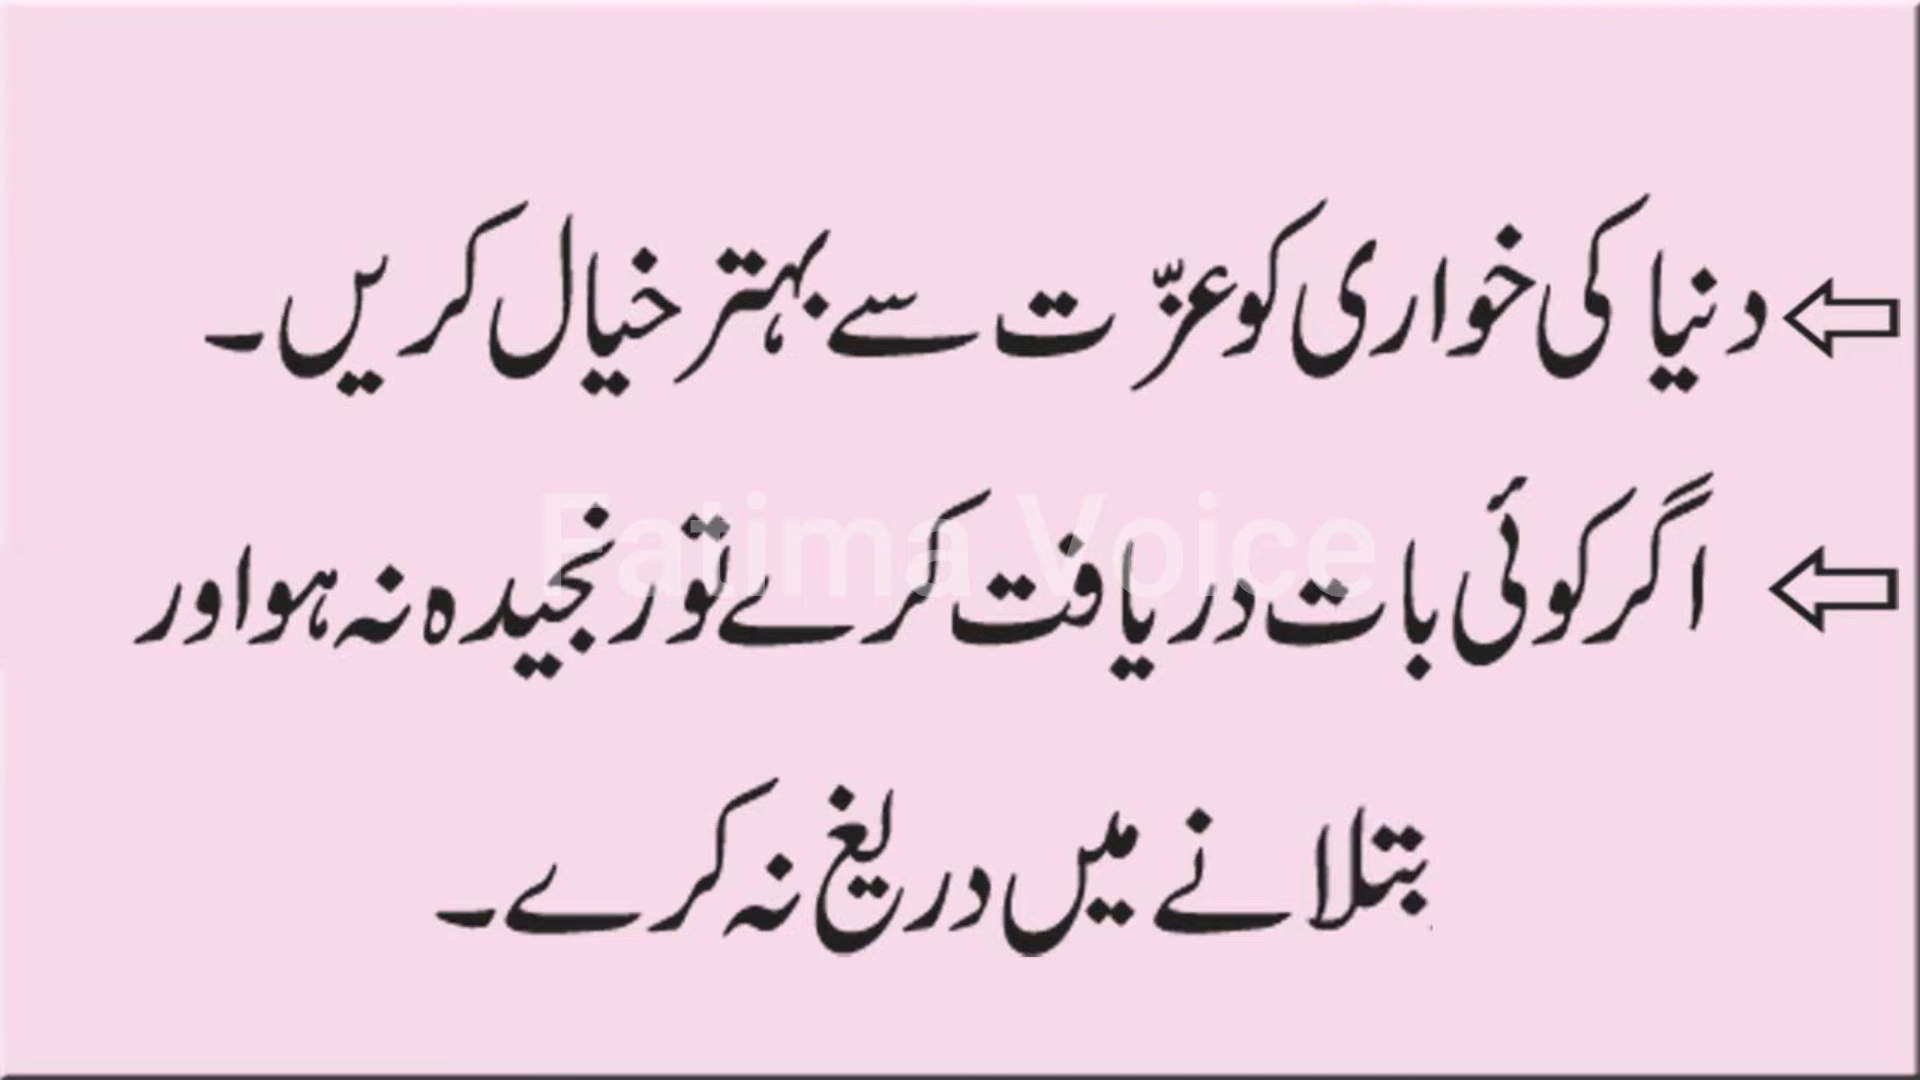 دنیا کی خواری کو عزّت سے بہتر خیال کریں۔
اگر کوئی بات دریافت کرے تو رنجیدہ نہ ہو اور
بتلانے میں دریغ نہ کرے۔
Fatima Voice